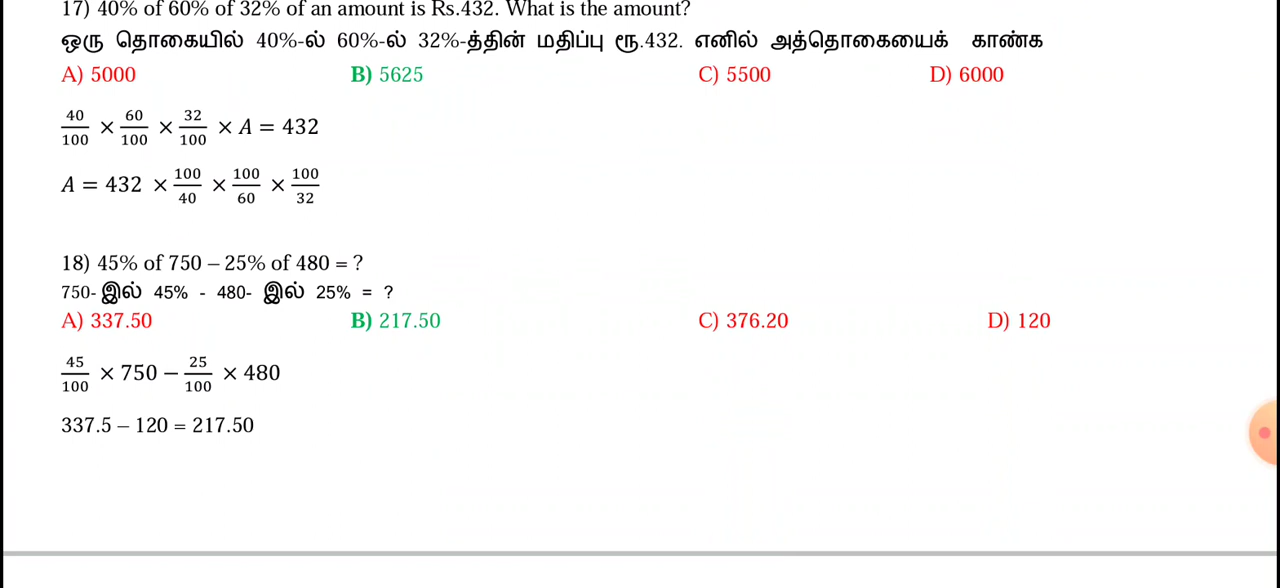 17) 40% of 60% of 32% of an amount is Rs.432. What is the amount?
ஒரு தொகையில் 40%-ல் 60%-ல் 32%-த்தின் மதிப்பு ரூ.432. எனில் அத்தொகையைக் காண்க
A) 5000 B) 5625 C) 5500 D) 6000
40/100 × 60/100 × 32/100 × A = 432
A = 432 × 100/40 × 100/60 × 100/32
18) 45% of 750 – 25% of 480 = ?
750- இல் 45% - 480- இல் 25% = ?
A) 337.50 B) 217.50 C) 376.20 D) 120
45/100 × 750 − 25/100 × 480
337.5 – 120 = 217.50